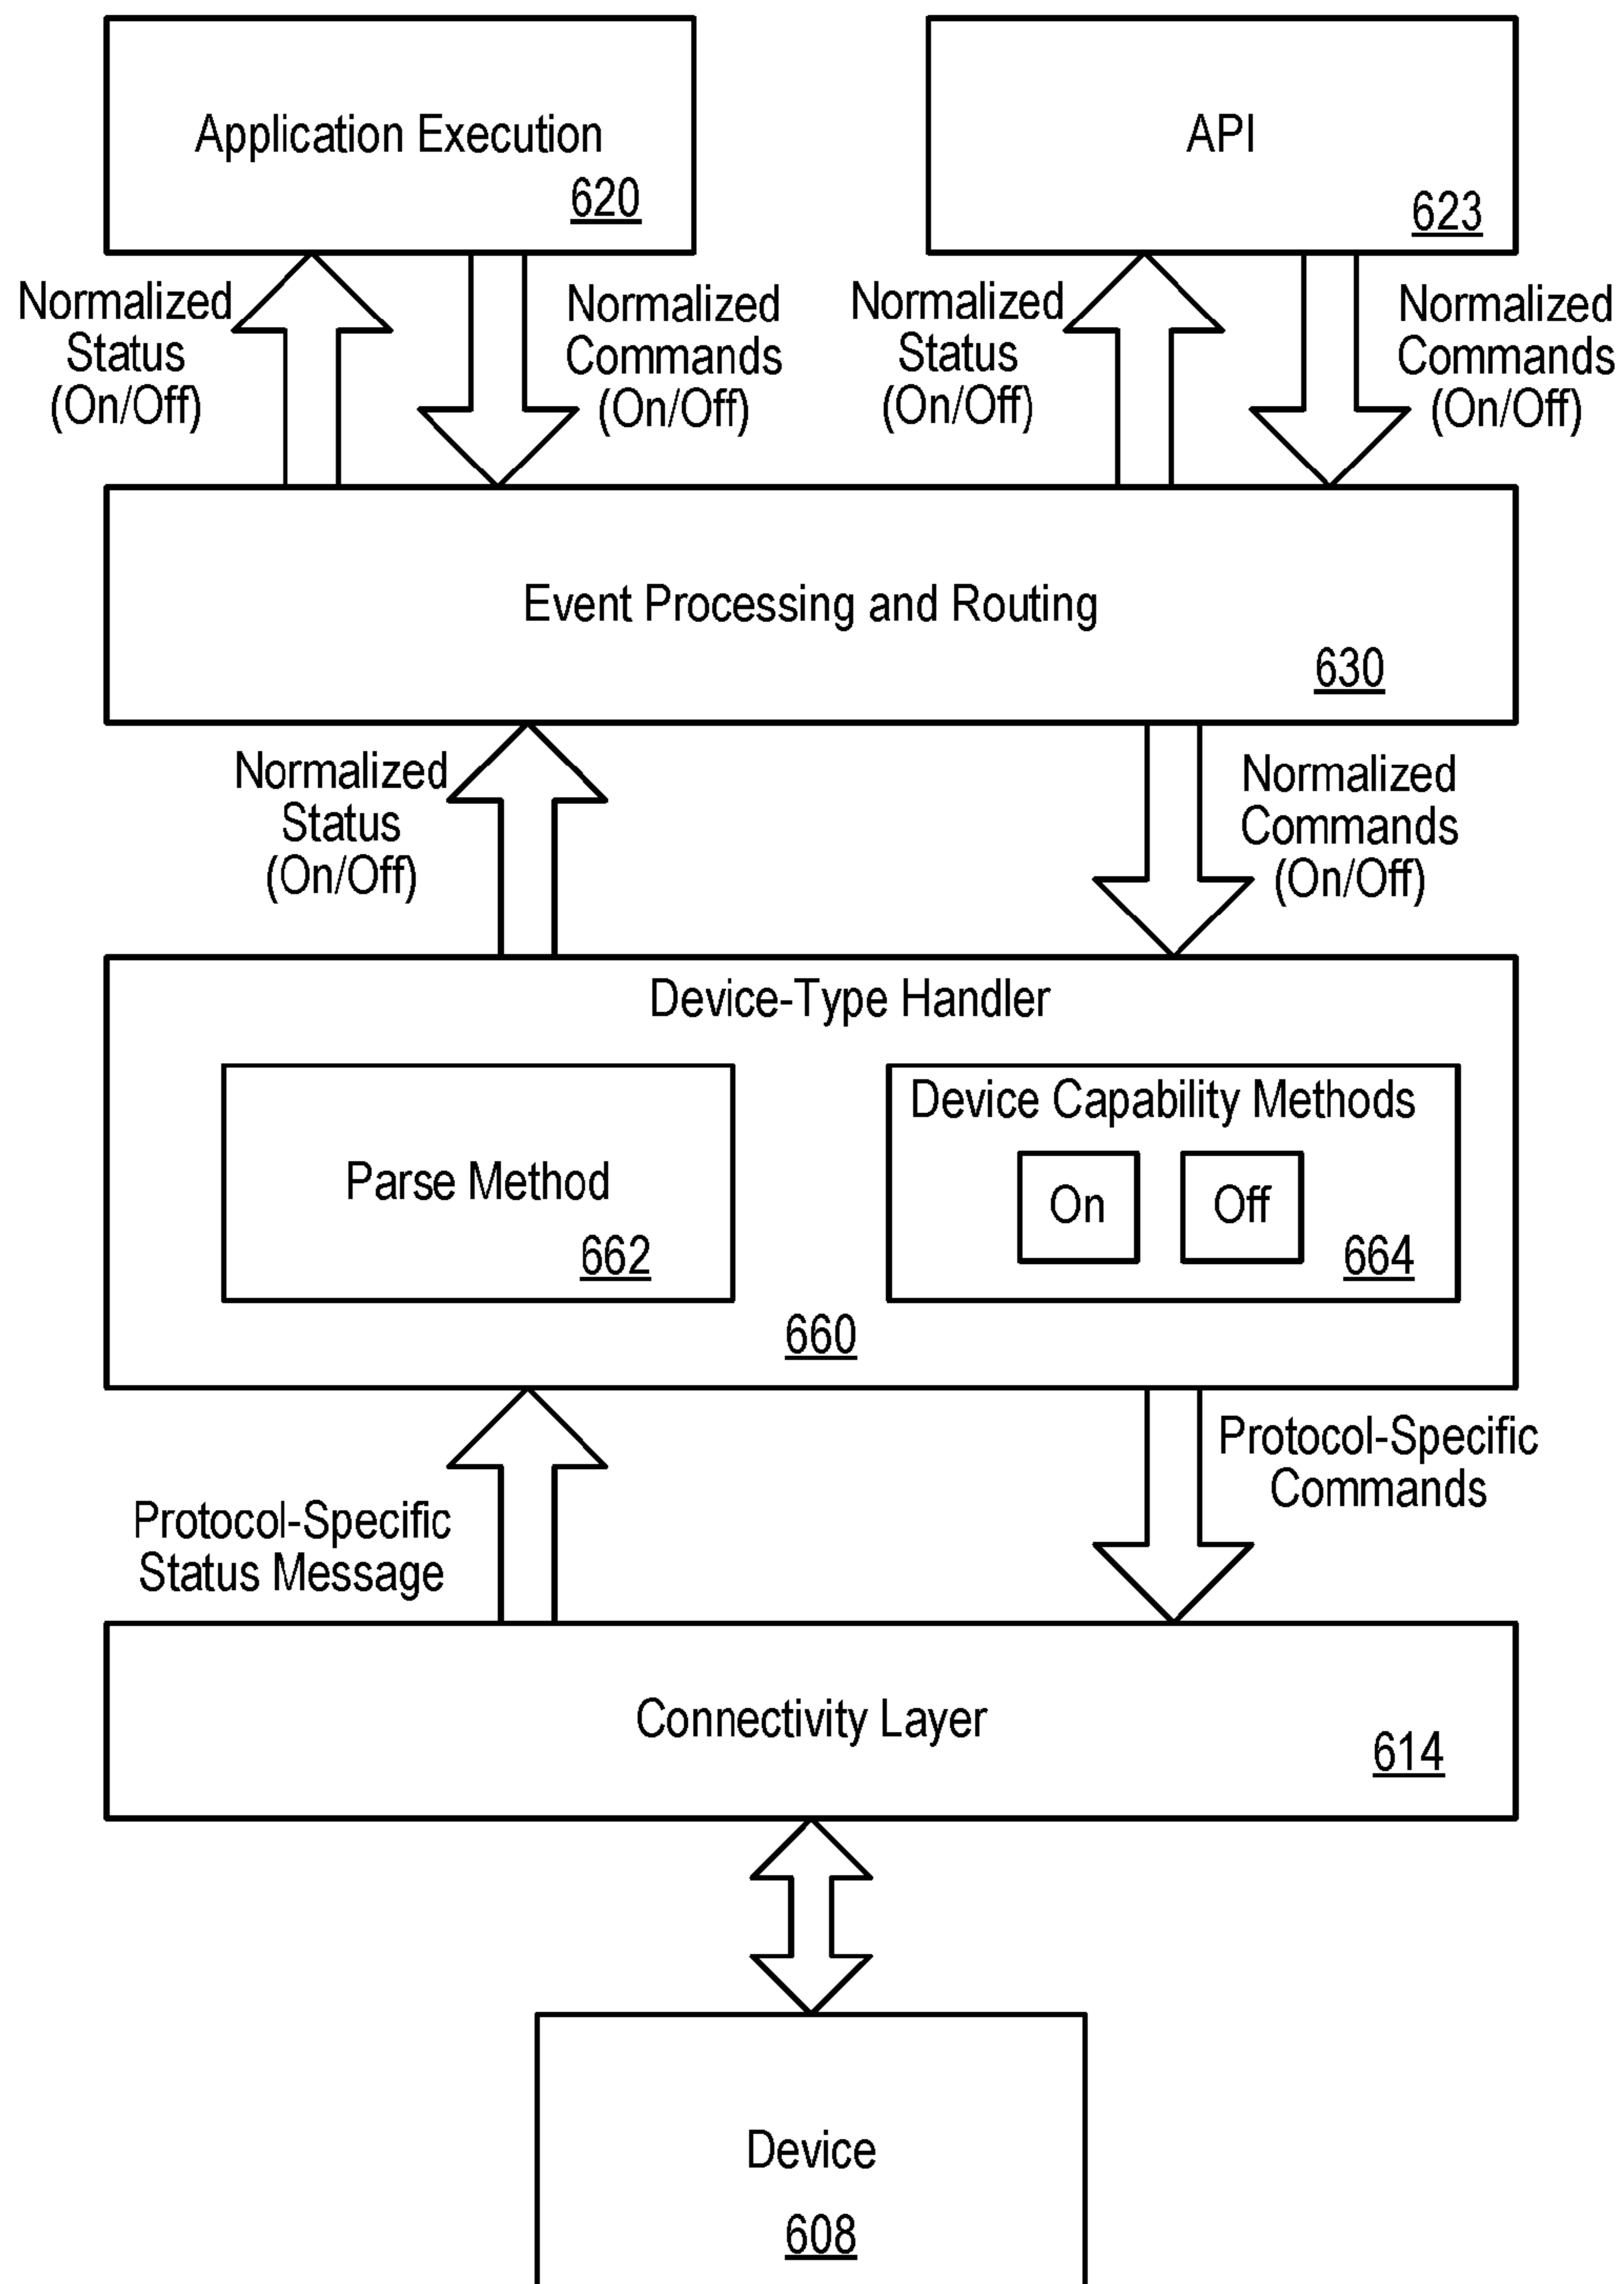 Application Execution
620
API
623
Normalized
Status
(On/Off)
Normalized
Commands
(On/Off)
Normalized
Status
(On/Off)
Normalized
Commands
(On/Off)
Event Processing and Routing
630
Normalized
Status
(On/Off)
Normalized
Commands
(On/Off)
Device-Type Handler
Parse Method
662
Device Capability Methods
On
Off
664
660
Protocol-Specific
Status Message
Protocol-Specific
Commands
Connectivity Layer
614
Device
608